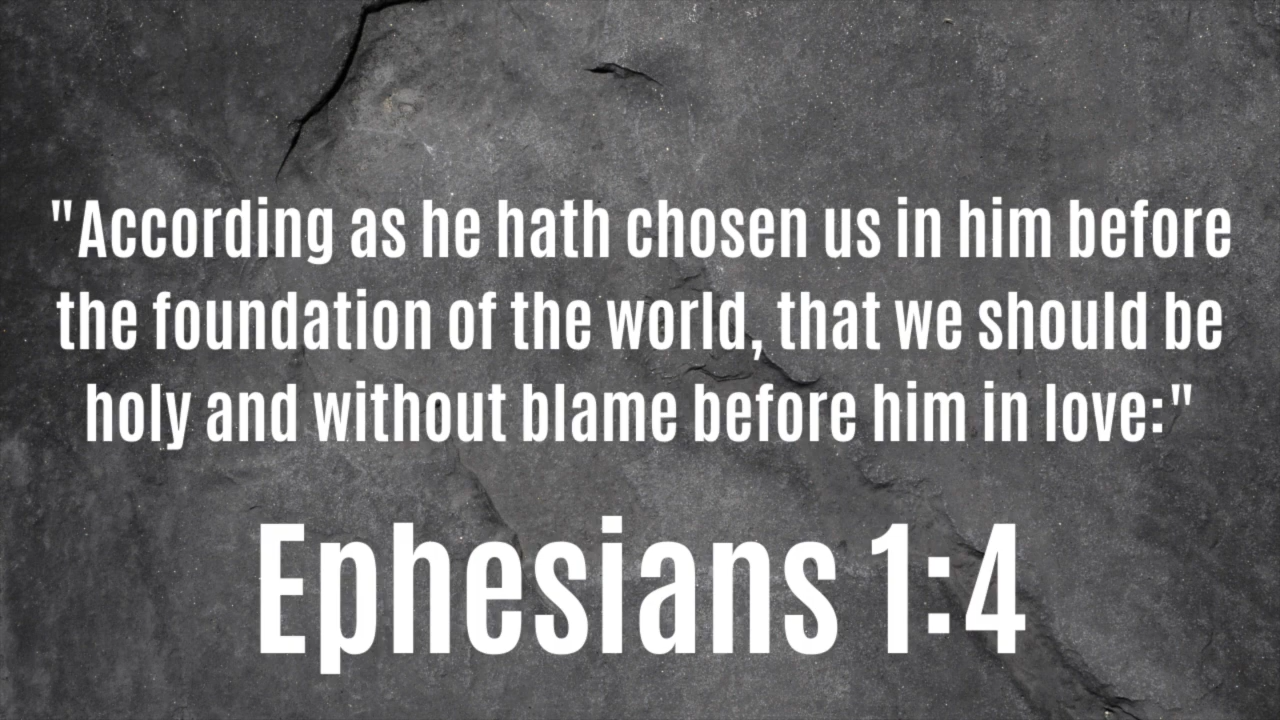 "According as he hath chosen us in him before
the foundation of the world, that we should be
holy and without blame before him in love:"
Ephesians 1:4